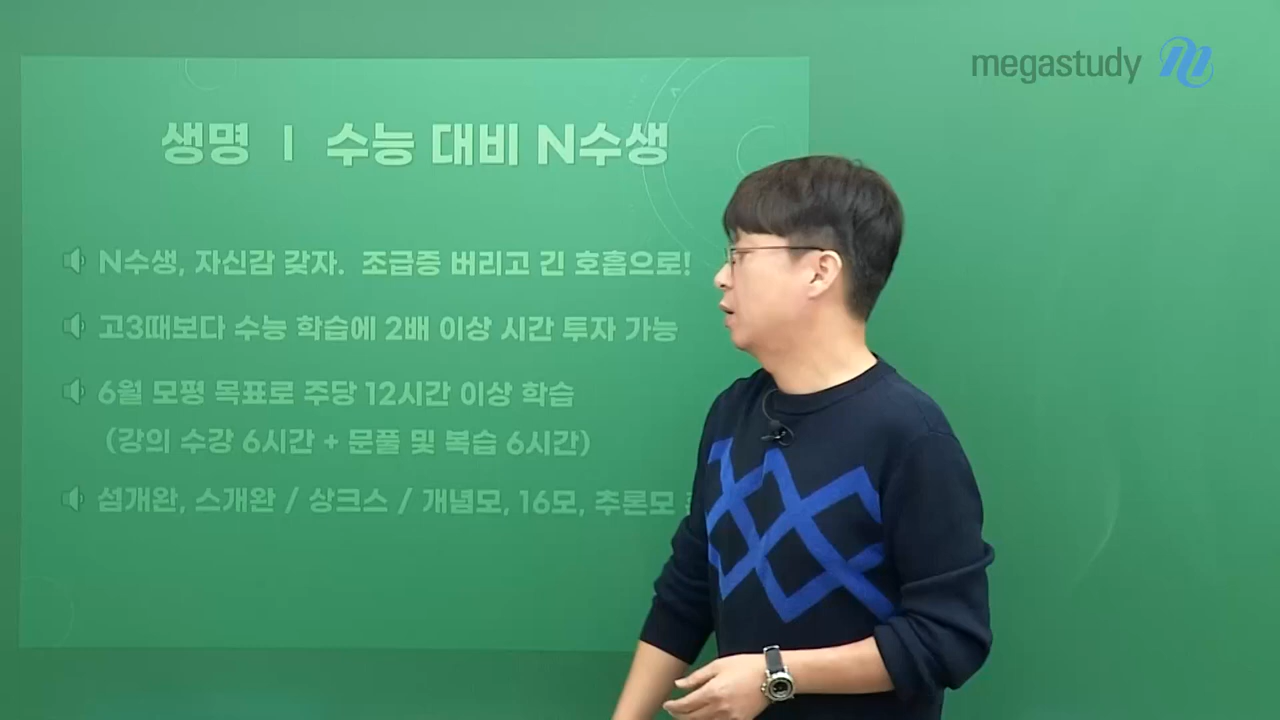 megastudy
생명 Ⅰ 수능 대비 N수생
N수생, 자신감 갖자. 조급증 버리고 긴 호흡으로!
고3때보다 수능 학습에 2배 이상 시간 투자 가능
6월 모평 목표로 주당 12시간 이상 학습
(강의 수강 6시간 + 문풀 및 복습 6시간)
섬개완, 스개완 / 상크스 / 개념모, 16모, 추론모